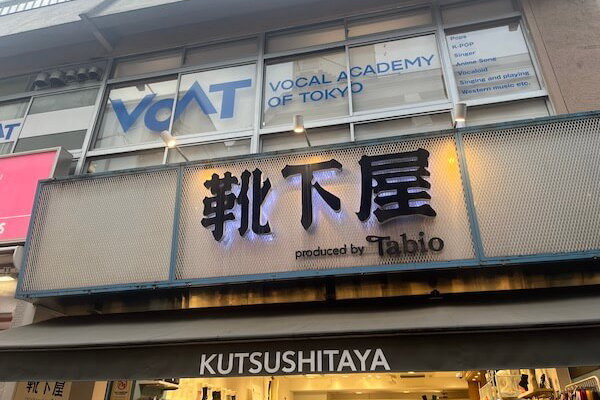 VOAT
VOCAL ACADEMY
OF TOKYO
Pops
K-POP
Singer
Anime Song
Vocaloid
Singing and playing
Western music etc.
AT
靴下屋
produced by Tabio
KUTSUSHITAYA
靴下屋